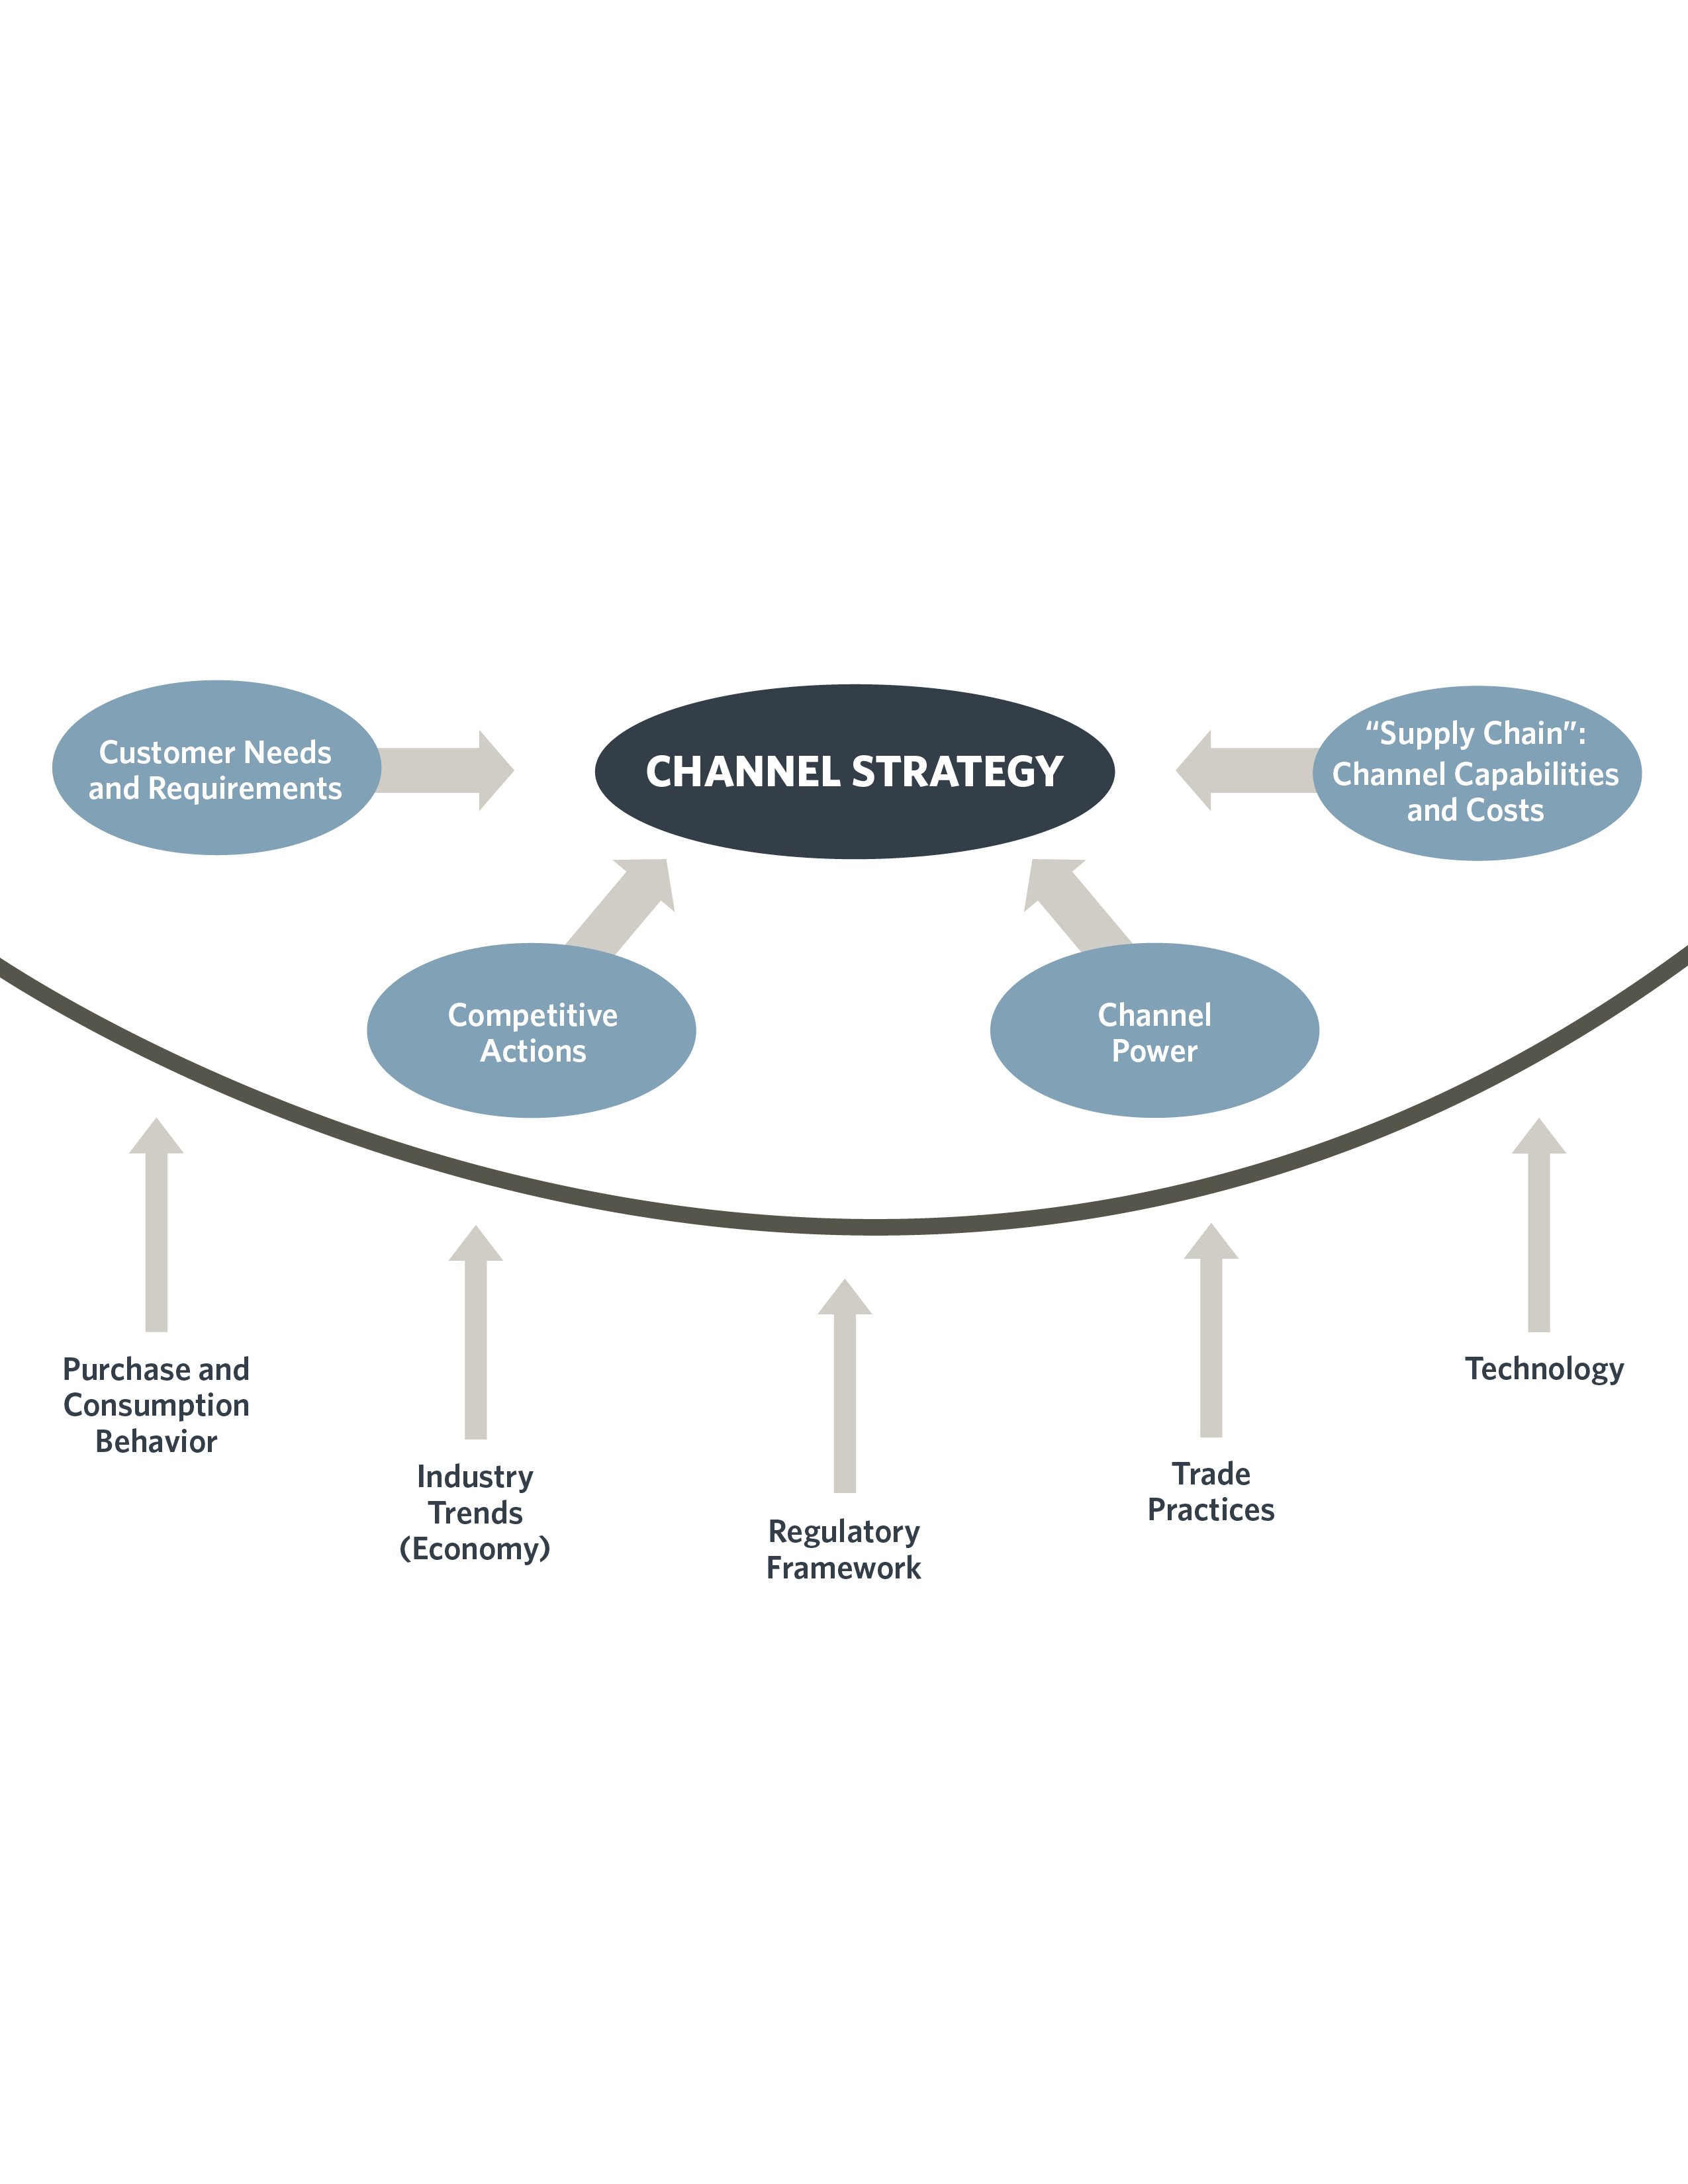 Customer Needs
and Requirements
CHANNEL STRATEGY
“Supply Chain”:
Channel Capabilities
and Costs
Competitive
Actions
Channel
Power
Purchase and
Consumption
Behavior
Industry
Trends
(Economy)
Regulatory
Framework
Trade
Practices
Technology